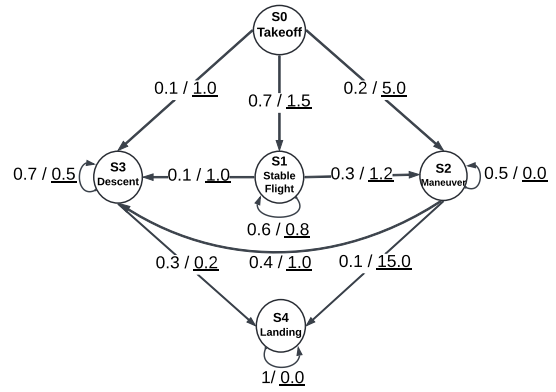 S0
Takeoff
0.1 / 1.0
0.7 / 1.5
0.2 / 5.0
S3
Descent
0.7 / 0.5
0.1 / 1.0
S1
Stable
Flight
0.3 / 1.2
S2
Maneuver
0.5 / 0.0
0.6 / 0.8
0.3 / 0.2
0.4 / 1.0
0.1 / 15.0
S4
Landing
1/ 0.0